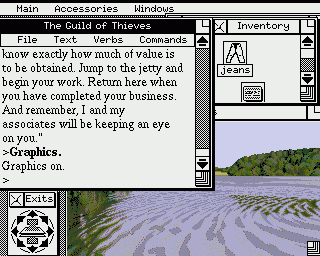 Main Accessories Windows
The Guild of Thieves
File Text Verbs Commands
know exactly how much of value is
to be obtained. Jump to the jetty and
begin your work. Return here when
you have completed your business.
And remember, I and my
associates will be keeping an eye
on you."
>Graphics.
Graphics on.
>
Inventory
jeans
Exits